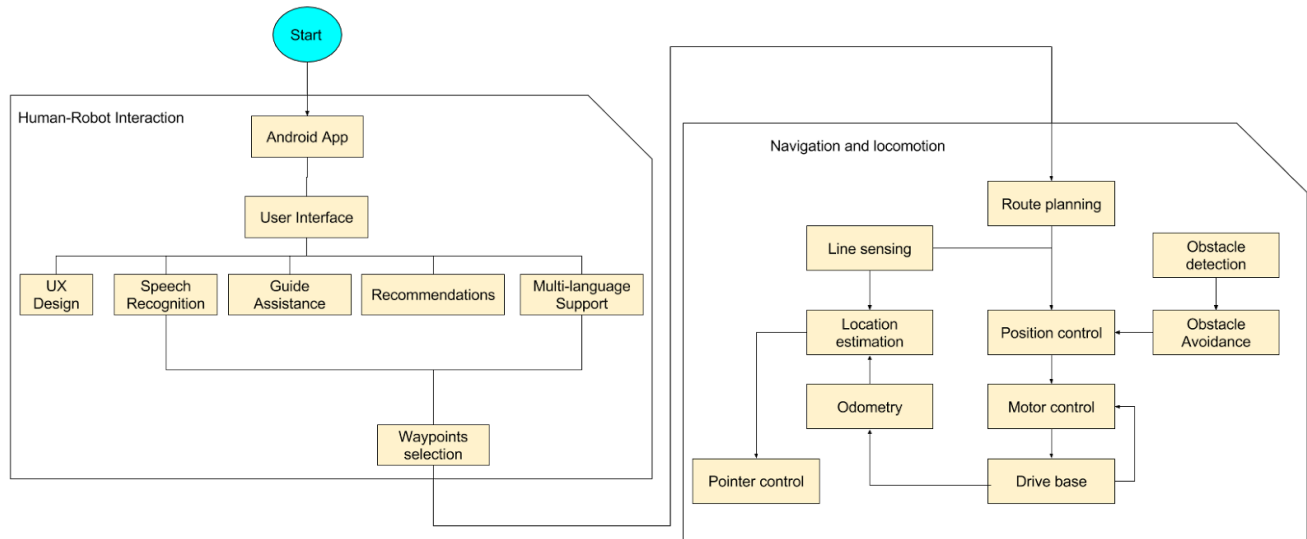 Start
Human-Robot Interaction
Android App
User Interface
UX
Design
Speech
Recognition
Guide
Assistance
Recommendations
Multi-language
Support
Waypoints
selection
Navigation and locomotion
Route planning
Line sensing
Obstacle
detection
Location
estimation
Position control
Obstacle
Avoidance
Odometry
Motor control
Pointer control
Drive base